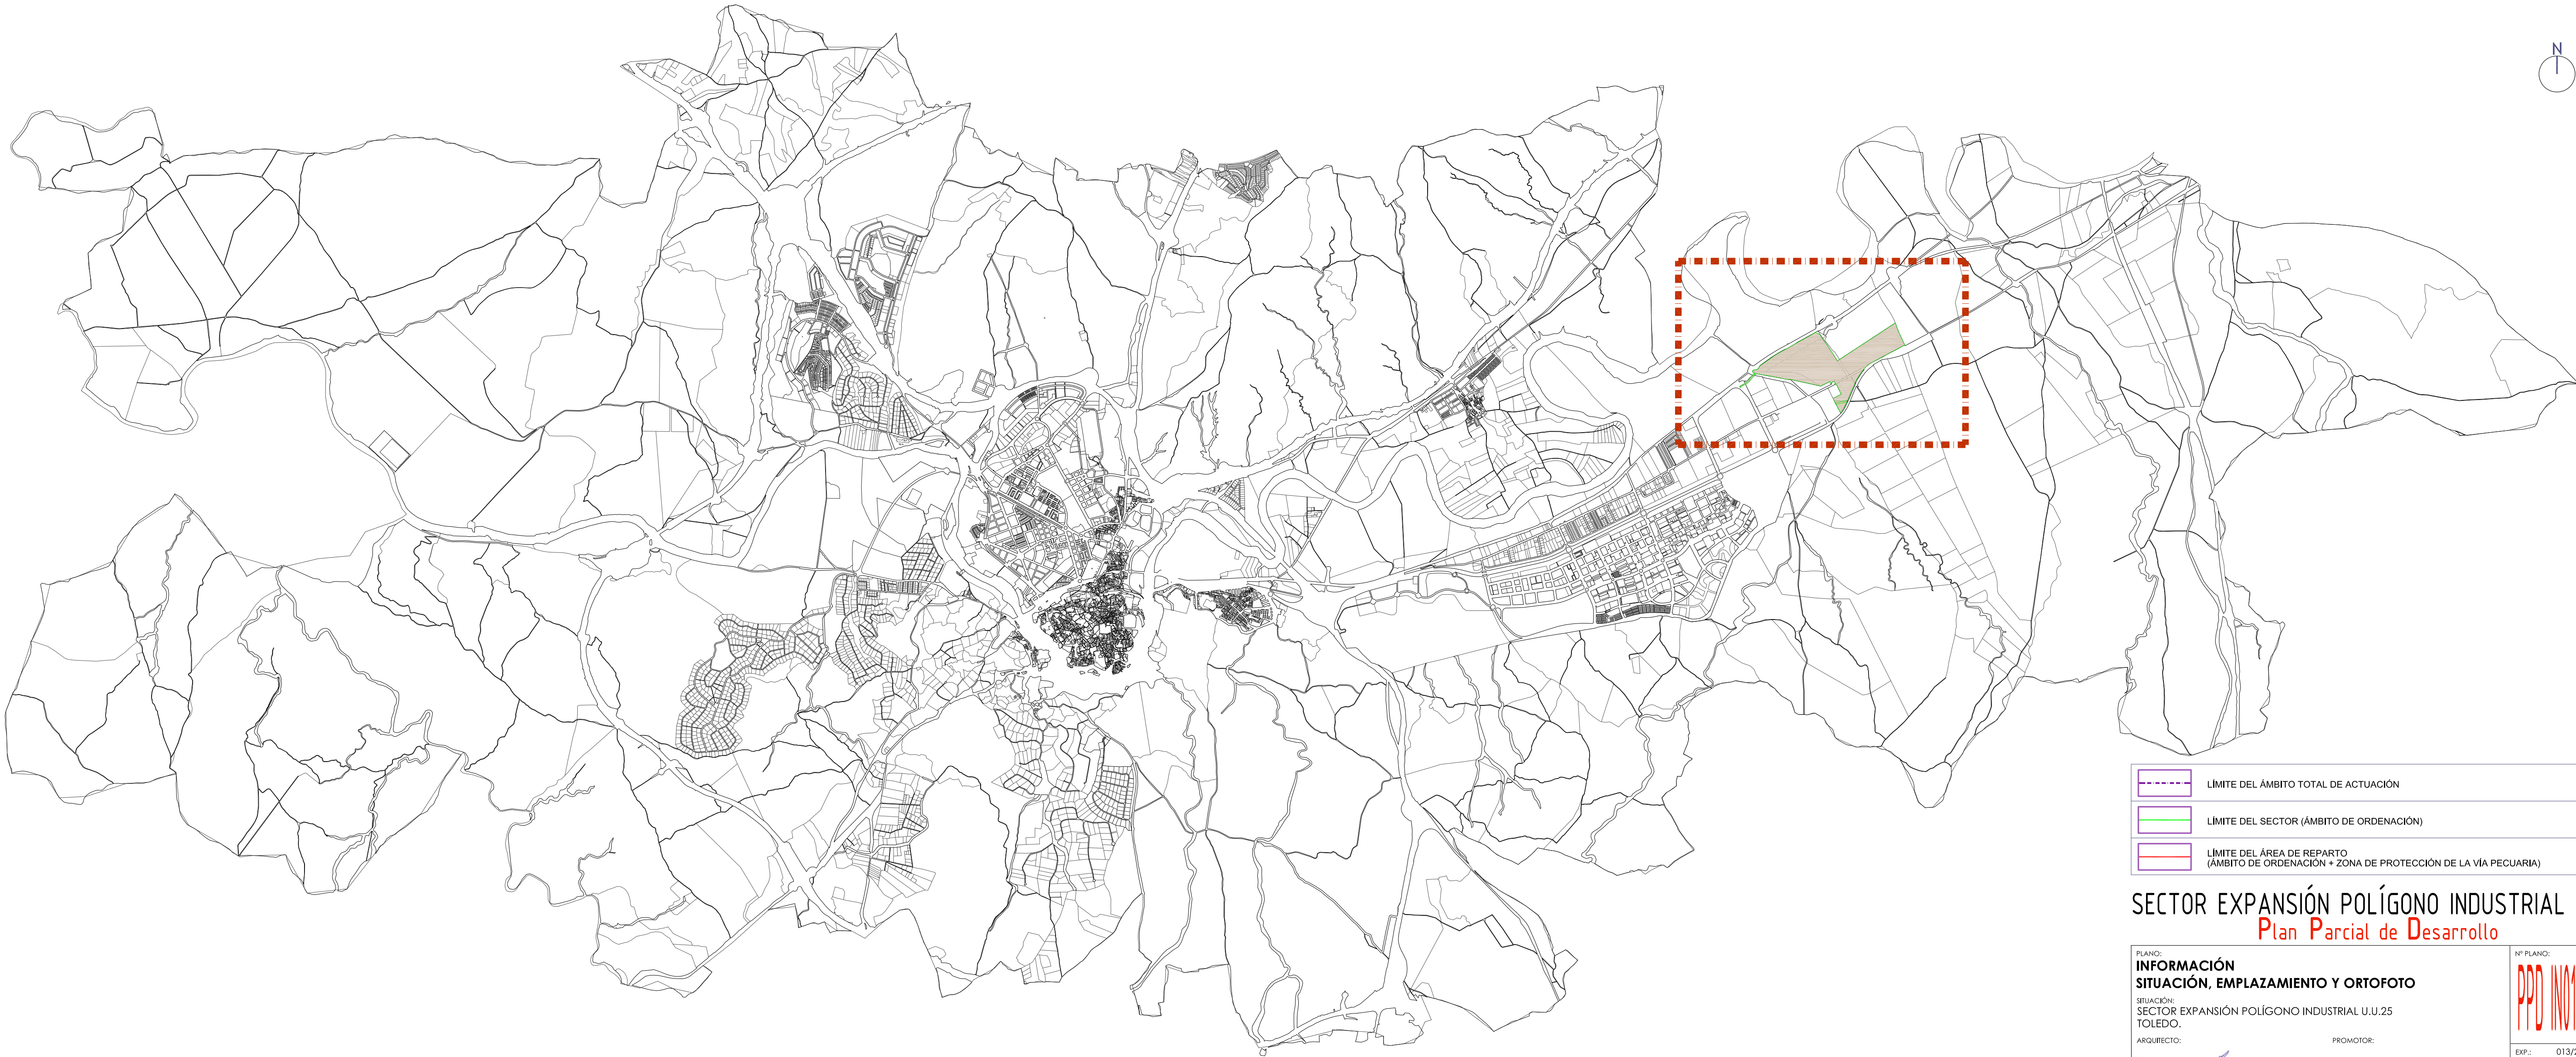 N
LÍMITE DEL ÁMBITO TOTAL DE ACTUACIÓN
LÍMITE DEL SECTOR (ÁMBITO DE ORDENACIÓN)
LÍMITE DEL ÁREA DE REPARTO
(ÁMBITO DE ORDENACIÓN + ZONA DE PROTECCIÓN DE LA VÍA PECUARIA)
SECTOR EXPANSIÓN POLÍGONO INDUSTRIAL
Plan Parcial de Desarrollo
PLANO:
INFORMACIÓN
SITUACIÓN, EMPLAZAMIENTO Y ORTOFOTO
SITUACIÓN:
SECTOR EXPANSIÓN POLÍGONO INDUSTRIAL U.U.25
TOLEDO.
ARQUITECTO:
PROMOTOR:
Nº PLANO:
PPD IN01
EXP.: